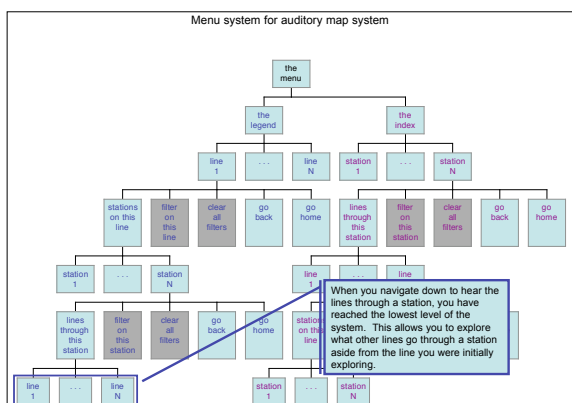 Menu system for auditory map system
the
menu
the
legend
the
index
line
1
. . .
line
N
station
1
. . .
station
N
stations
on this
line
filter
on
this
line
clear
all
filters
go
back
go
home
lines
through
this
station
filter
on
this
station
clear
all
filters
go
back
go
home
station
1
. . .
station
N
line
1
. . .
line
When you navigate down to hear the
lines through a station, you have
reached the lowest level of the
system. This allows you to explore
what other lines go through a station
aside from the line you were initially
exploring.
lines
through
this
station
filter
on
this
station
clear
all
filters
go
back
go
home
on this
line
line
1
. . .
line
N
station
1
. . .
station
N